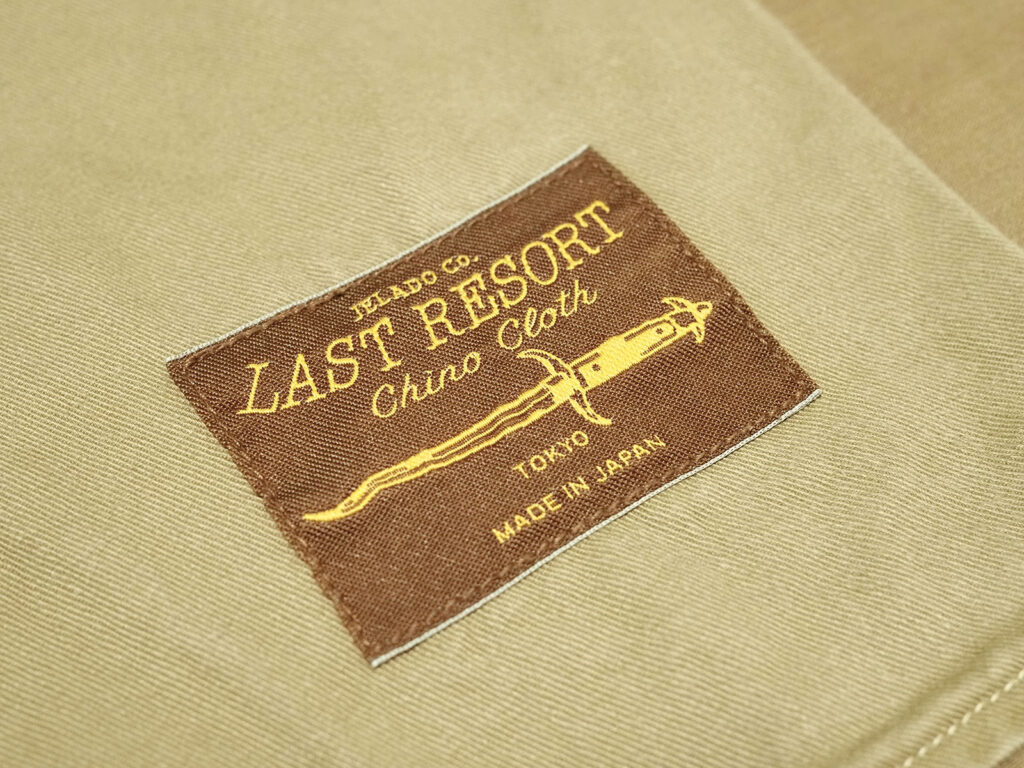 JELADO Co.
LAST RESORT
Chino Cloth
TOKYO
MADE IN JAPAN